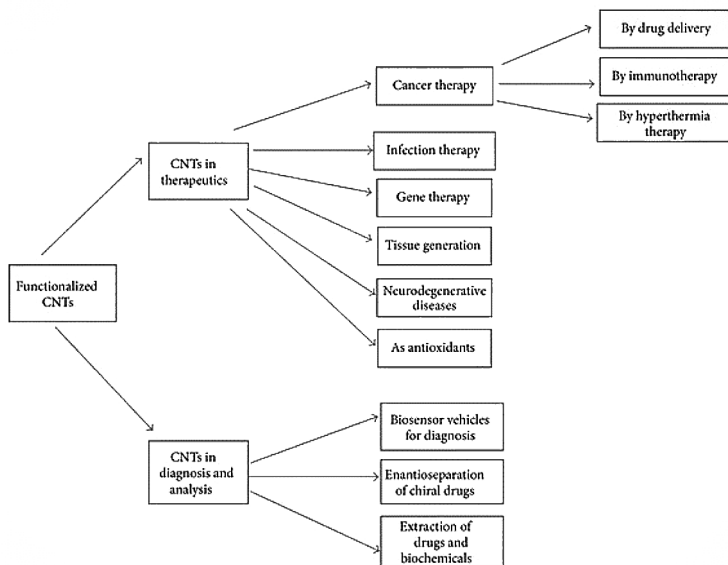 Functionalized
CNTs
CNTs in
therapeutics
Cancer therapy
By drug delivery
By immunotherapy
By hyperthermia
therapy
Infection therapy
Gene therapy
Tissue generation
Neurodegenerative
diseases
As antioxidants
CNTs in
diagnosis and
analysis
Biosensor vehicles
for diagnosis
Enantioseparation
of chiral drugs
Extraction of
drugs and
biochemicals